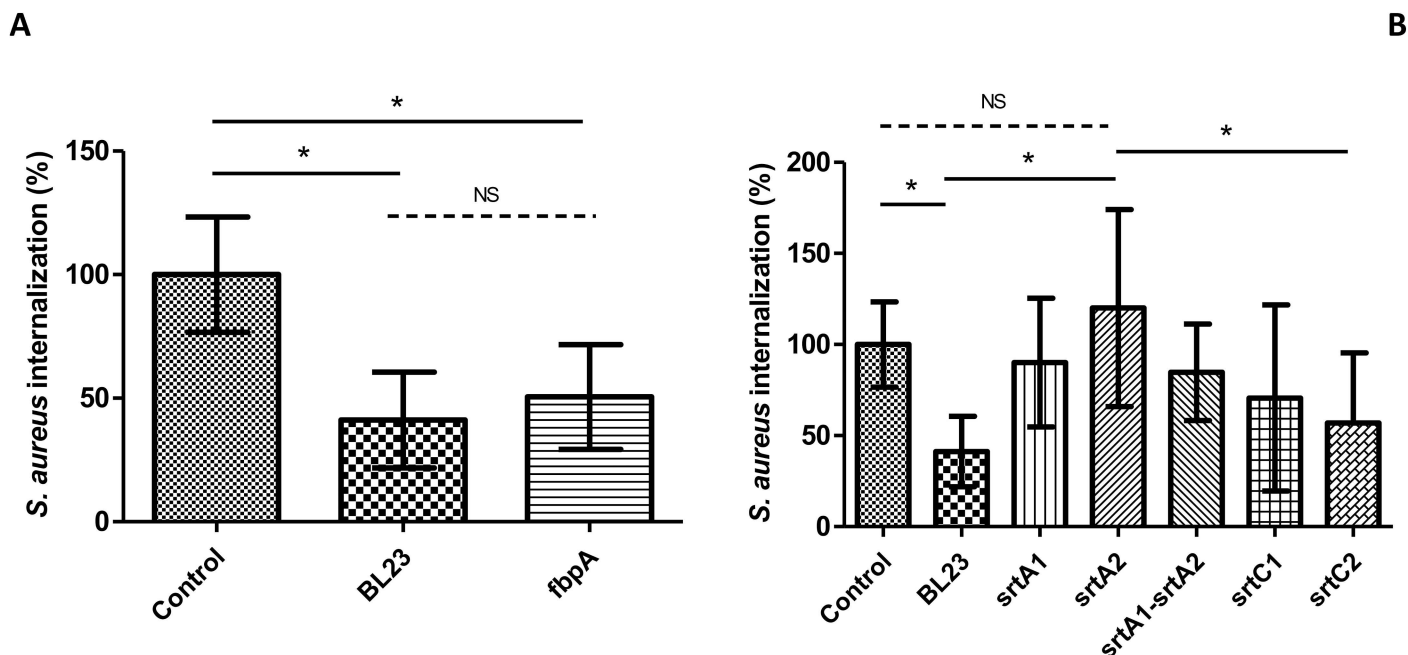 A
B
*
*
NS
S. aureus internalization (%)
150
100
50
0
Control
BL23
fbpA
NS
*
*
*
S. aureus internalization (%)
200
150
100
50
0
Control
BL23
srtA1
srtA2
srtA1-srtA2
srtC1
srtC2